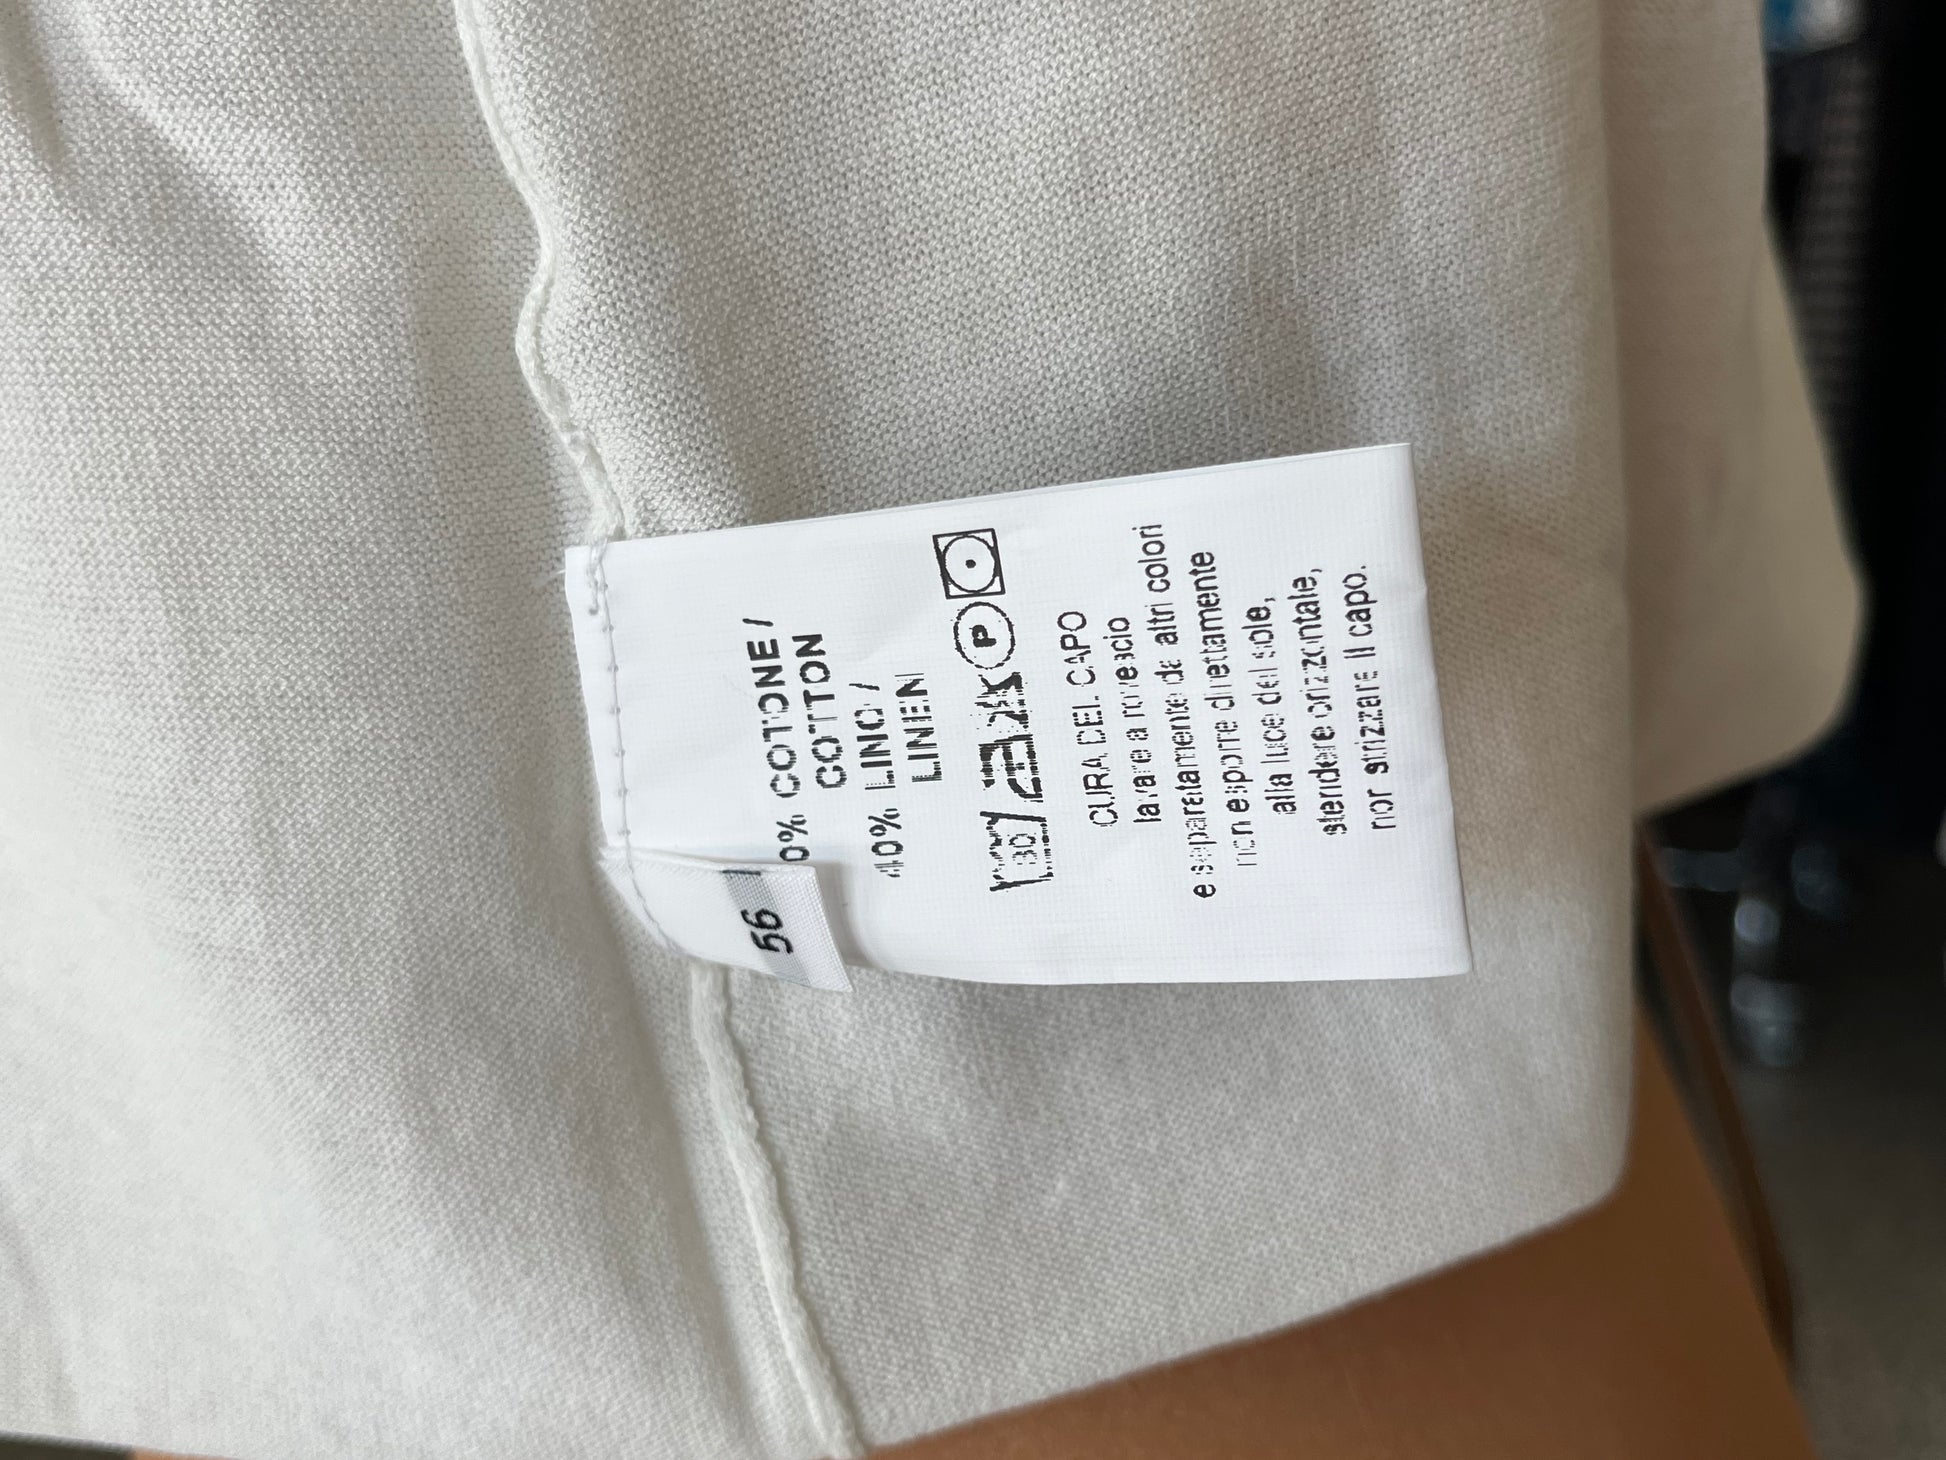 0% COTONE /
COTTON
40% LINO /
LINEN
30
P
CURA DEL CAPO
lavare a rovescio
e separatamente da altri colori
non esporre direttamente
alla luce del sole,
stendere orizzontale,
non strizzare il capo.
56